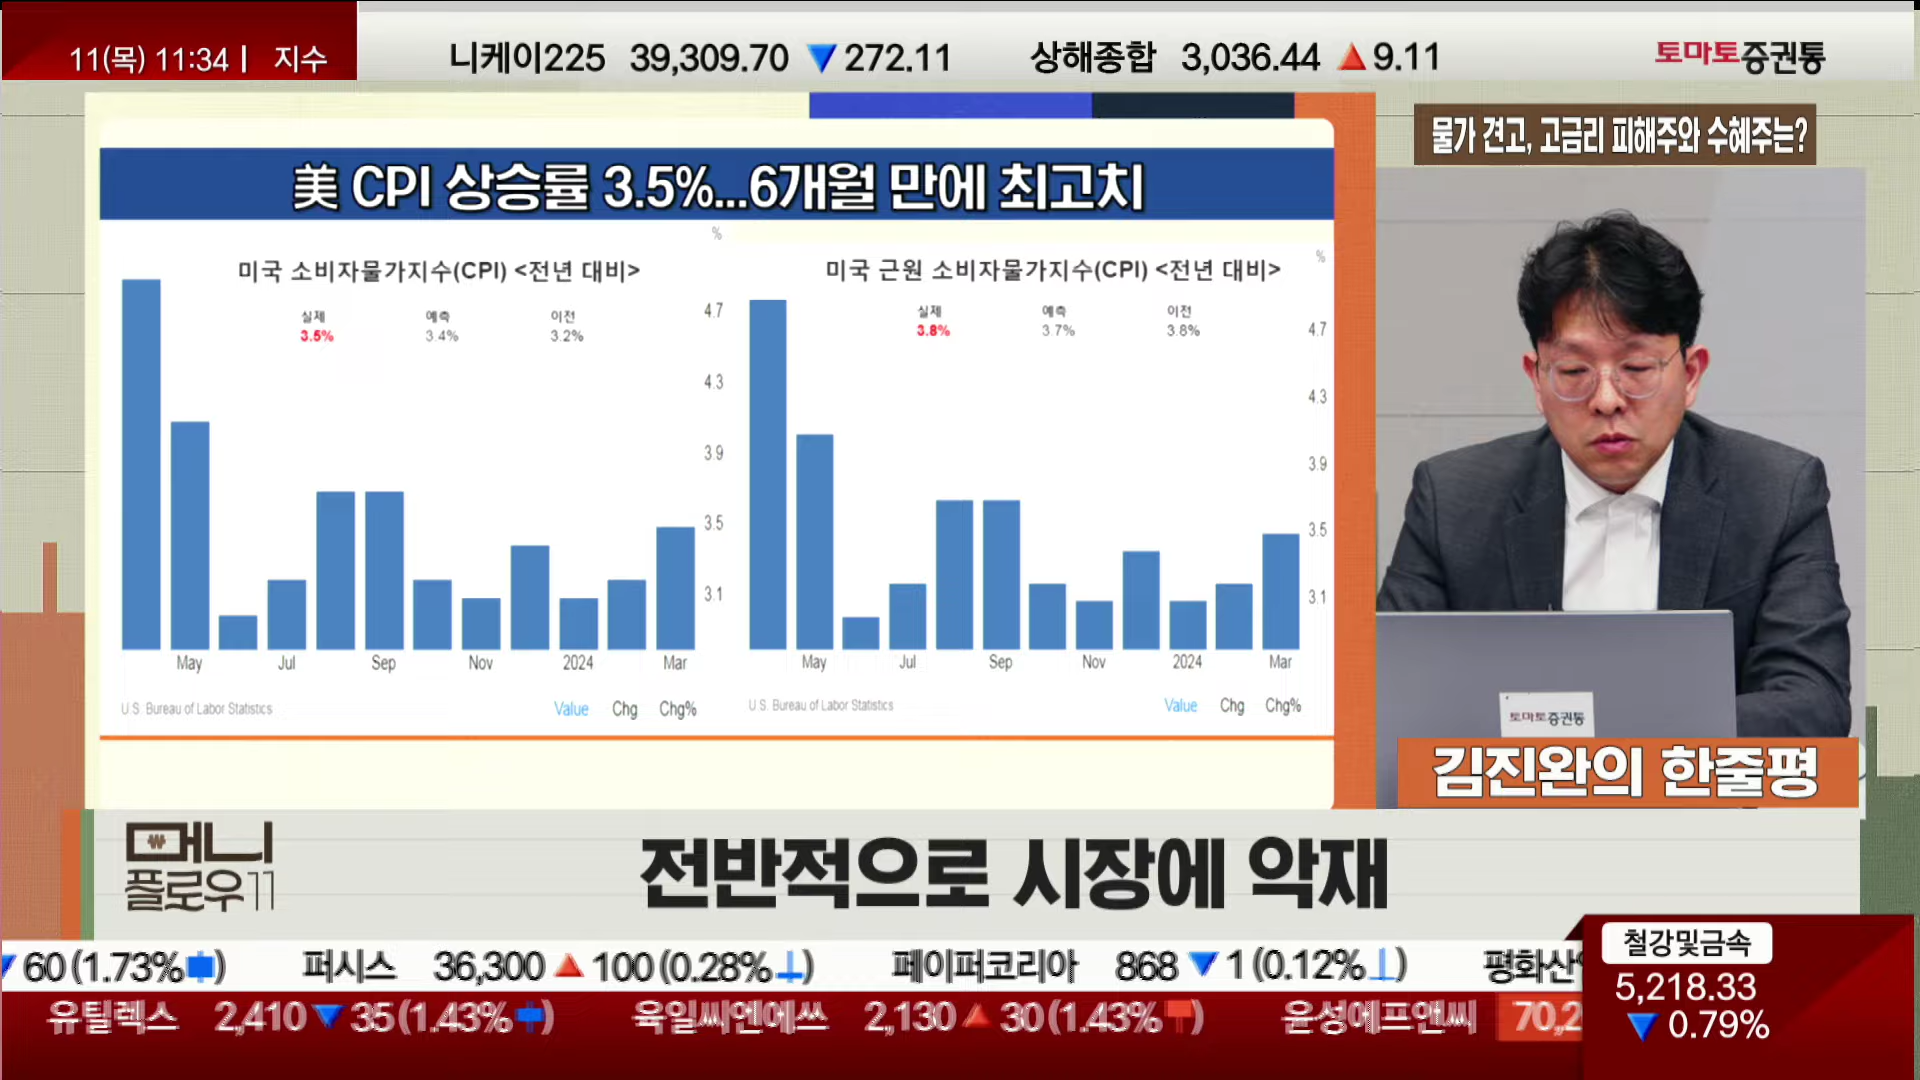 11(목) 11:34 | 지수
니케이225 39,309.70 ▼272.11 상해종합 3,036.44 ▲9.11
토마토증권통
물가 견고, 고금리 피해주와 수혜주는?
美 CPI 상승률 3.5%...6개월 만에 최고치
%
미국 소비자물가지수(CPI) <전년 대비>
실제 예측 이전
3.5% 3.4% 3.2%
4.7
4.3
3.9
3.5
3.1
May Jul Sep Nov 2024 Mar
U.S. Bureau of Labor Statistics
Value Chg Chg%
%
미국 근원 소비자물가지수(CPI) <전년 대비>
실제 예측 이전
3.8% 3.7% 3.8%
4.7
4.3
3.9
3.5
3.1
May Jul Sep Nov 2024 Mar
U.S. Bureau of Labor Statistics
Value Chg Chg%
토마토증권통
김진완의 한줄평
머니
플로우11
전반적으로 시장에 악재
▼60(1.73%) 퍼시스 36,300 ▲100(0.28%) 페이퍼코리아 868 ▼1(0.12%) 평화산
유틸렉스 2,410 ▼35(1.43%) 육일씨엔에쓰 2,130 ▲30(1.43%) 윤성에프앤씨 70,2
철강및금속
5,218.33
▼0.79%